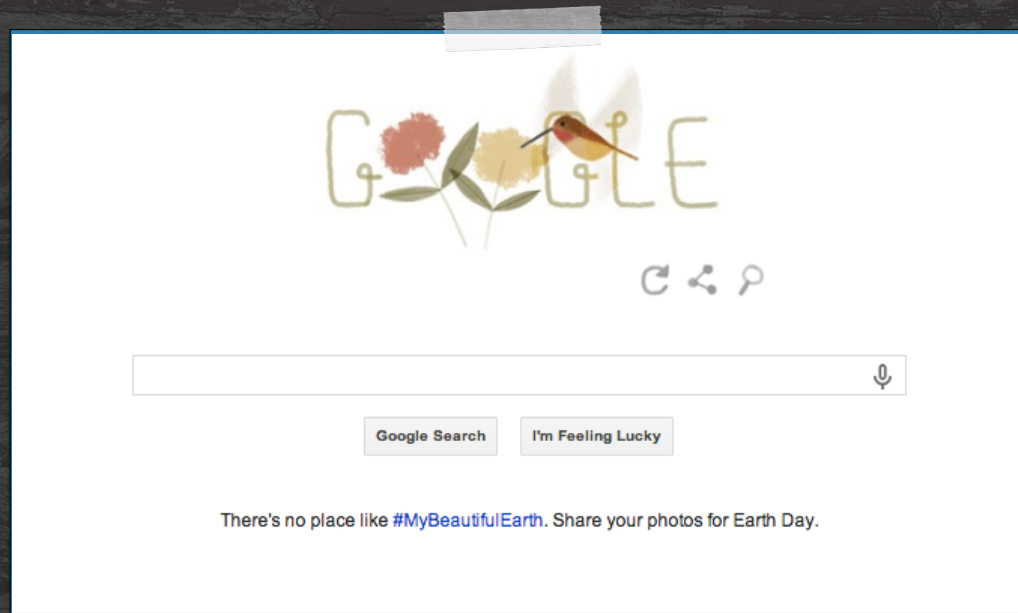 GOOGLE
Google Search
I'm Feeling Lucky
There's no place like #MyBeautifulEarth. Share your photos for Earth Day.